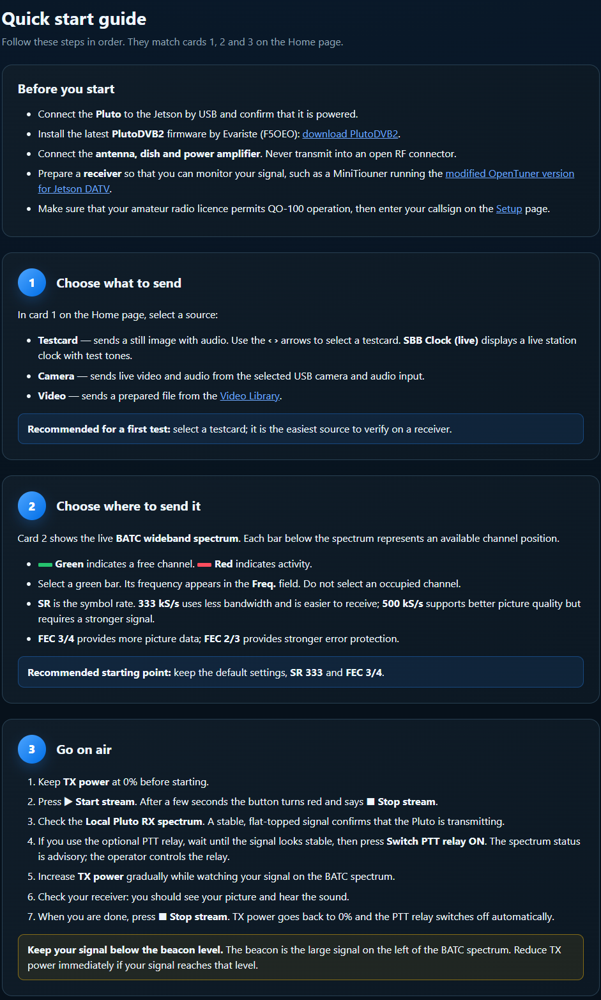 Quick start guide
Follow these steps in order. They match cards 1, 2 and 3 on the Home page.
Before you start
• Connect the Pluto to the Jetson by USB and confirm that it is powered.
• Install the latest PlutoDVB2 firmware by Evariste (F5OEO): download PlutoDVB2.
• Connect the antenna, dish and power amplifier. Never transmit into an open RF connector.
• Prepare a receiver so that you can monitor your signal, such as a MiniTiouner running the modified OpenTuner version
for Jetson DATV.
• Make sure that your amateur radio licence permits QO-100 operation, then enter your callsign on the Setup page.
1 Choose what to send
In card 1 on the Home page, select a source:
• Testcard — sends a still image with audio. Use the ‹ › arrows to select a testcard. SBB Clock (live) displays a live station
clock with test tones.
• Camera — sends live video and audio from the selected USB camera and audio input.
• Video — sends a prepared file from the Video Library.
Recommended for a first test: select a testcard; it is the easiest source to verify on a receiver.
2 Choose where to send it
Card 2 shows the live BATC wideband spectrum. Each bar below the spectrum represents an available channel position.
• Green indicates a free channel. Red indicates activity.
• Select a green bar. Its frequency appears in the Freq. field. Do not select an occupied channel.
• SR is the symbol rate. 333 kS/s uses less bandwidth and is easier to receive; 500 kS/s supports better picture quality but
requires a stronger signal.
• FEC 3/4 provides more picture data; FEC 2/3 provides stronger error protection.
Recommended starting point: keep the default settings, SR 333 and FEC 3/4.
3 Go on air
1. Keep TX power at 0% before starting.
2. Press ▶ Start stream. After a few seconds the button turns red and says ■ Stop stream.
3. Check the Local Pluto RX spectrum. A stable, flat-topped signal confirms that the Pluto is transmitting.
4. If you use the optional PTT relay, wait until the signal looks stable, then press Switch PTT relay ON. The spectrum status
is advisory; the operator controls the relay.
5. Increase TX power gradually while watching your signal on the BATC spectrum.
6. Check your receiver: you should see your picture and hear the sound.
7. When you are done, press ■ Stop stream. TX power goes back to 0% and the PTT relay switches off automatically.
Keep your signal below the beacon level. The beacon is the large signal on the left of the BATC spectrum. Reduce TX
power immediately if your signal reaches that level.